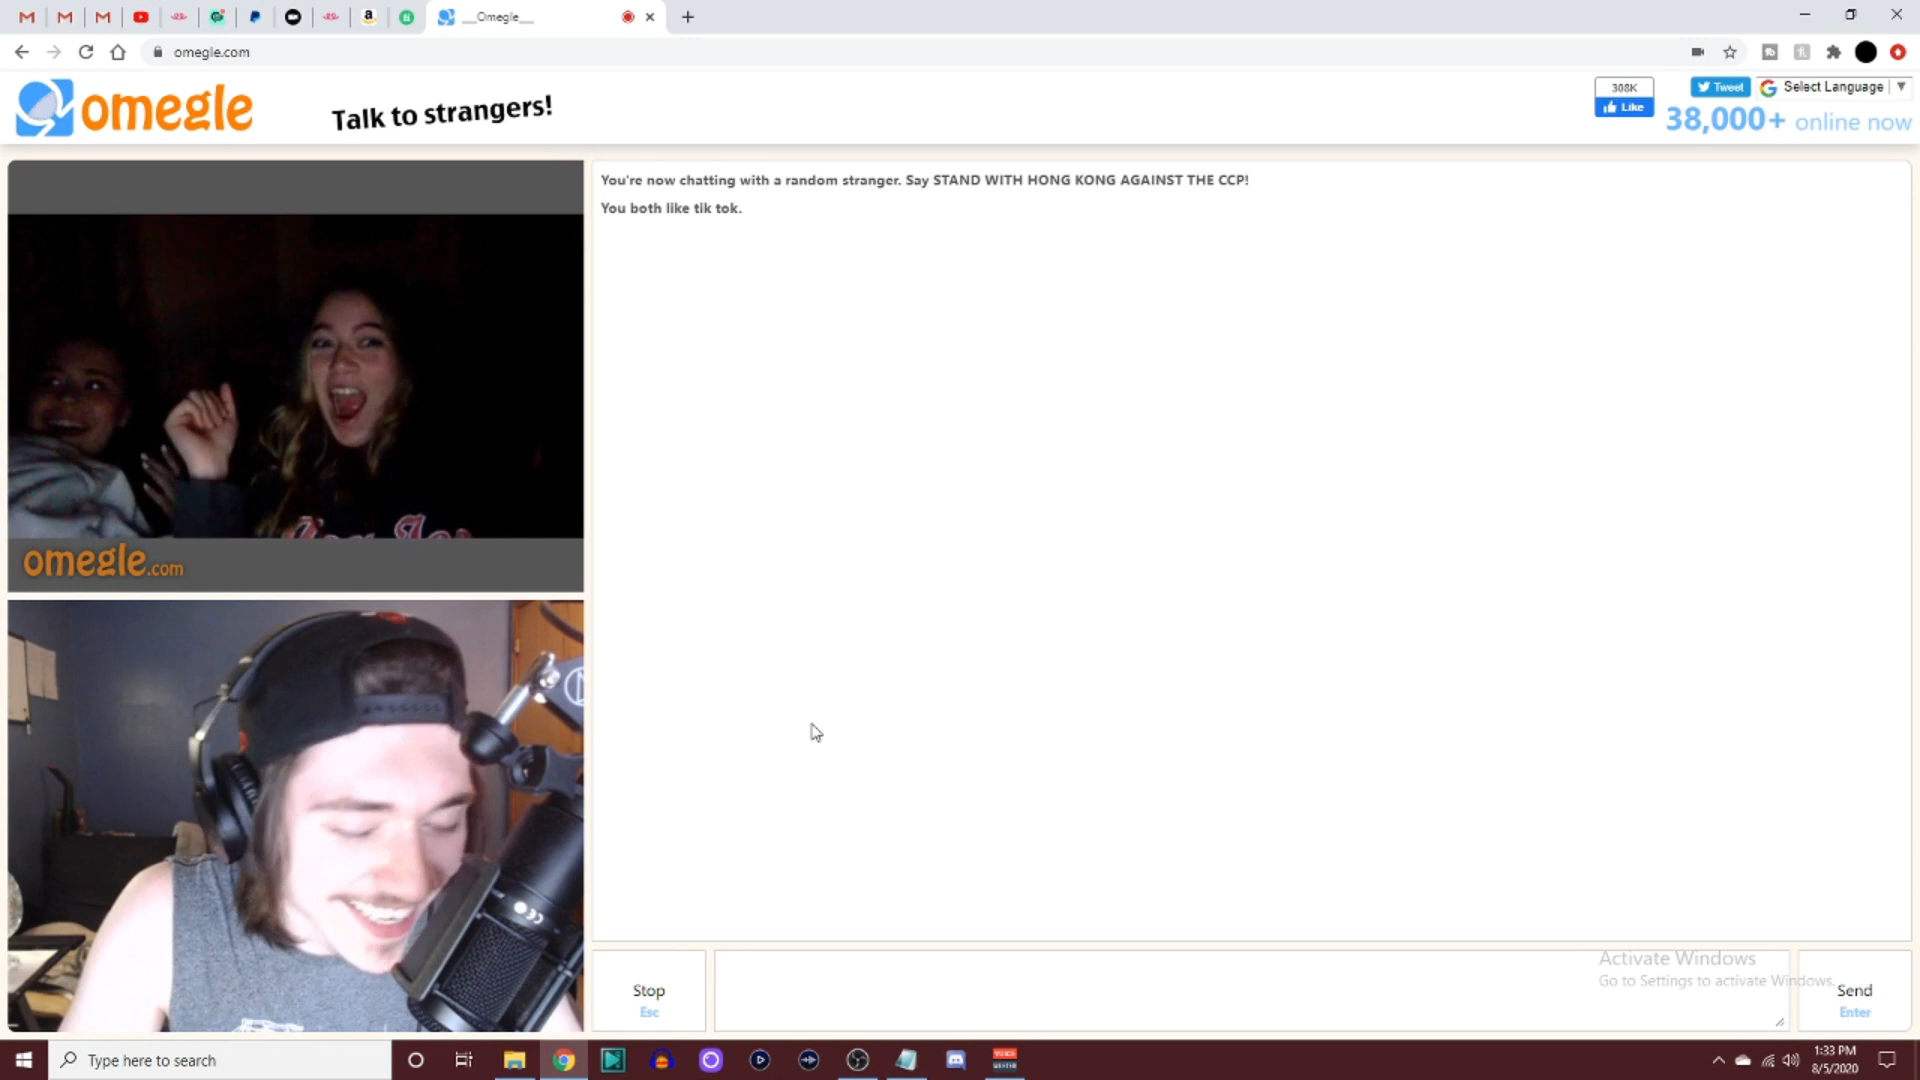 __Omegle__
omegle.com
omegle
Talk to strangers!
308K
Like
Tweet
Select Language
38,000+ online now
You're now chatting with a random stranger. Say STAND WITH HONG KONG AGAINST THE CCP!
You both like tik tok.
omegle.com
Stop
Esc
Activate Windows
Go to Settings to activate Windows.
Send
Enter
Type here to search
1:33 PM
8/5/2020